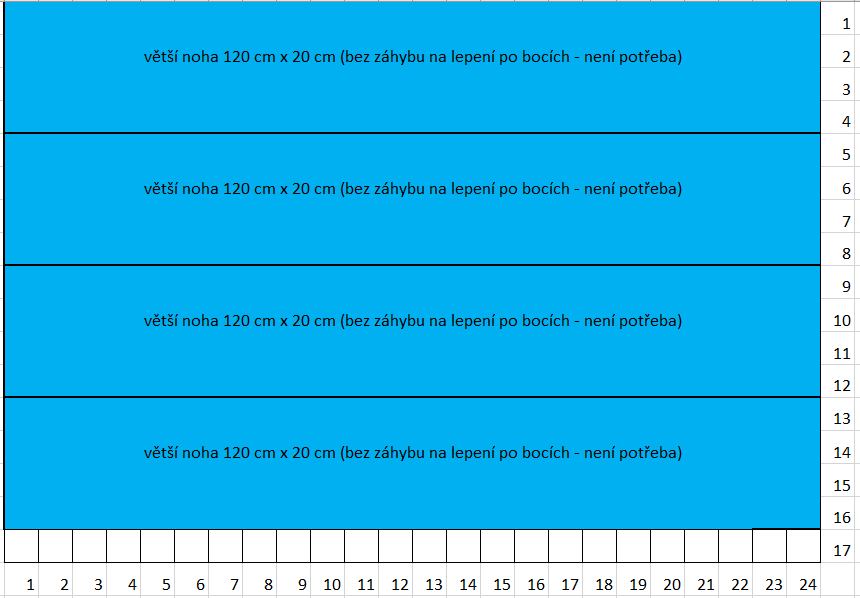 1
větší noha 120 cm x 20 cm (bez záhybu na lepení po bocích - není potřeba) 2
3
4
5
větší noha 120 cm x 20 cm (bez záhybu na lepení po bocích - není potřeba) 6
7
8
9
větší noha 120 cm x 20 cm (bez záhybu na lepení po bocích - není potřeba) 10
11
12
13
větší noha 120 cm x 20 cm (bez záhybu na lepení po bocích - není potřeba) 14
15
16
17
1 2 3 4 5 6 7 8 9 10 11 12 13 14 15 16 17 18 19 20 21 22 23 24